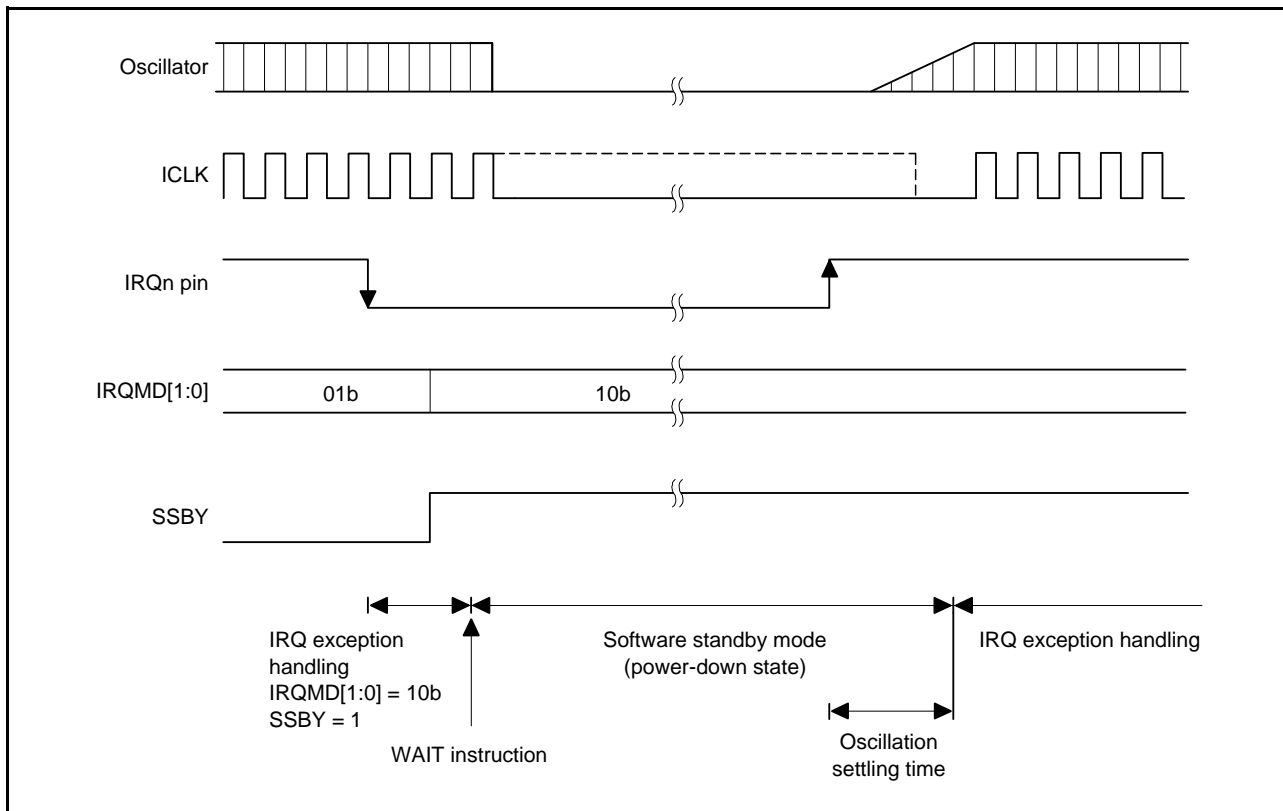 Oscillator
ICLK
IRQn pin
IRQMD[1:0]
01b
10b
SSBY
IRQ exception
handling
IRQMD[1:0] = 10b
SSBY = 1
WAIT instruction
Software standby mode
(power-down state)
Oscillation
settling time
IRQ exception handling